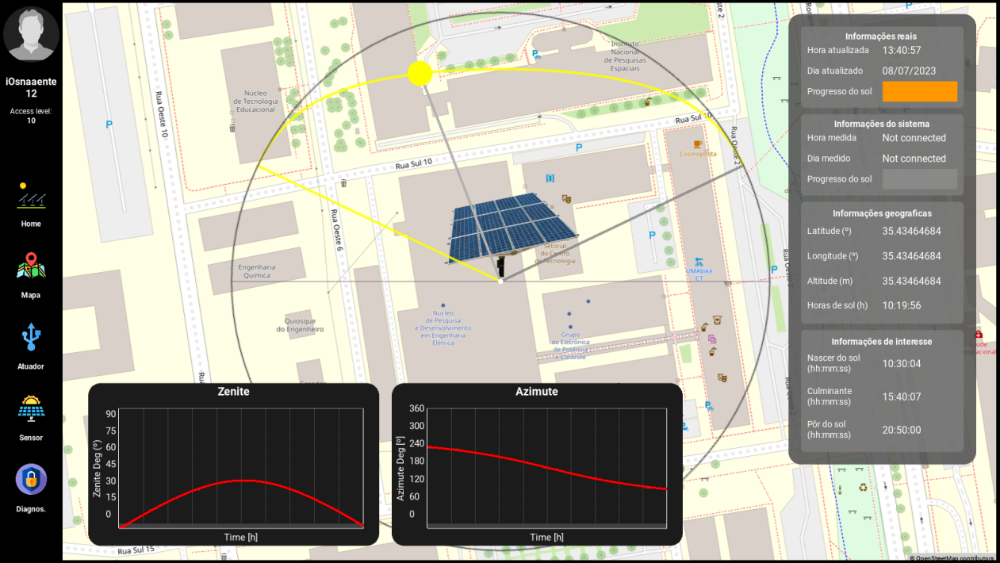 iOsnaaente
12
Access level:
10
Home
Mapa
Atuador
Sensor
Diagnos.
Rua Oeste 10
Núcleo
de Tecnologia
Educacional
Instituto
Nacional
de Pesquisas
Espaciais
Rua Sul 10
Rua Sul 10
Rua Oeste 2
Cosmopolita
Rua Oeste 6
Engenharia
Química
Setorial
do Centro
de Tecnologia
UMAbike
CT
Quiosque
do Engenheiro
Núcleo
de Pesquisa
e Desenvolvimento
em Engenharia
Elétrica
Grupo
de Eletrônica
de Potência
e Controle
Rua Sul 15
Informações reais
Hora atualizada 13:40:57
Dia atualizado 08/07/2023
Progresso do sol
Informações do sistema
Hora medida Not connected
Dia medido Not connected
Progresso do sol
Informações geograficas
Latitude (º) 35.43464684
Longitude (º) 35.43464684
Altitude (m) 35.43464684
Horas de sol (h) 10:19:56
Informações de interesse
Nascer do sol
(hh:mm:ss) 10:30:04
Culminante
(hh:mm:ss) 15:40:07
Pôr do sol
(hh:mm:ss) 20:50:00
Zenite
Zenite Deg (º)
90
75
60
45
30
15
0
Time [h]
Azimute
Azimute Deg [º]
360
300
240
180
120
60
0
Time [h]
© OpenStreetMap contributors